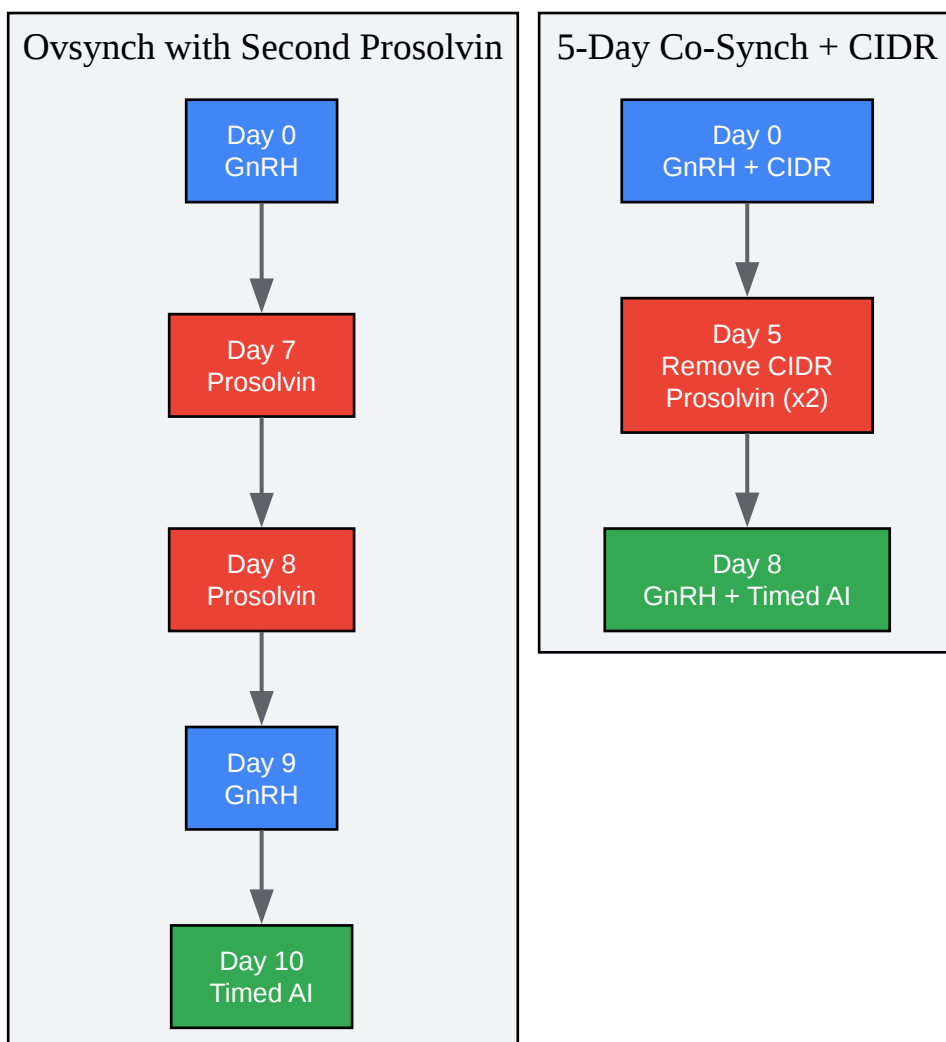 Ovsynch with Second Prosolvin
Day 0
GnRH
Day 7
Prosolvin
Day 8
Prosolvin
Day 9
GnRH
Day 10
Timed AI
5-Day Co-Synch + CIDR
Day 0
GnRH + CIDR
Day 5
Remove CIDR
Prosolvin (x2)
Day 8
GnRH + Timed AI